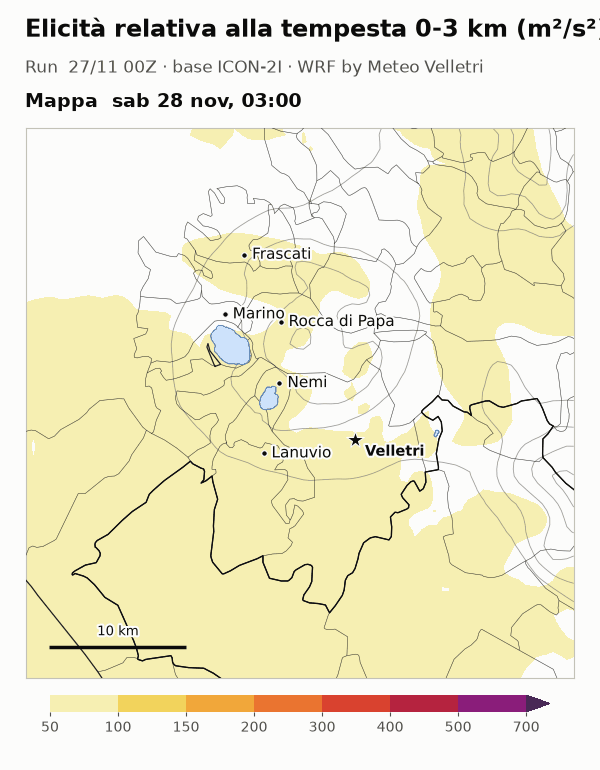 Elicità relativa alla tempesta 0-3 km (m²/s²)
Run 27/11 00Z · base ICON-2I · WRF by Meteo Velletri
Mappa sab 28 nov, 03:00
Frascati
Marino
Rocca di Papa
Nemi
Velletri
Lanuvio
10 km
50 100 150 200 300 400 500 700